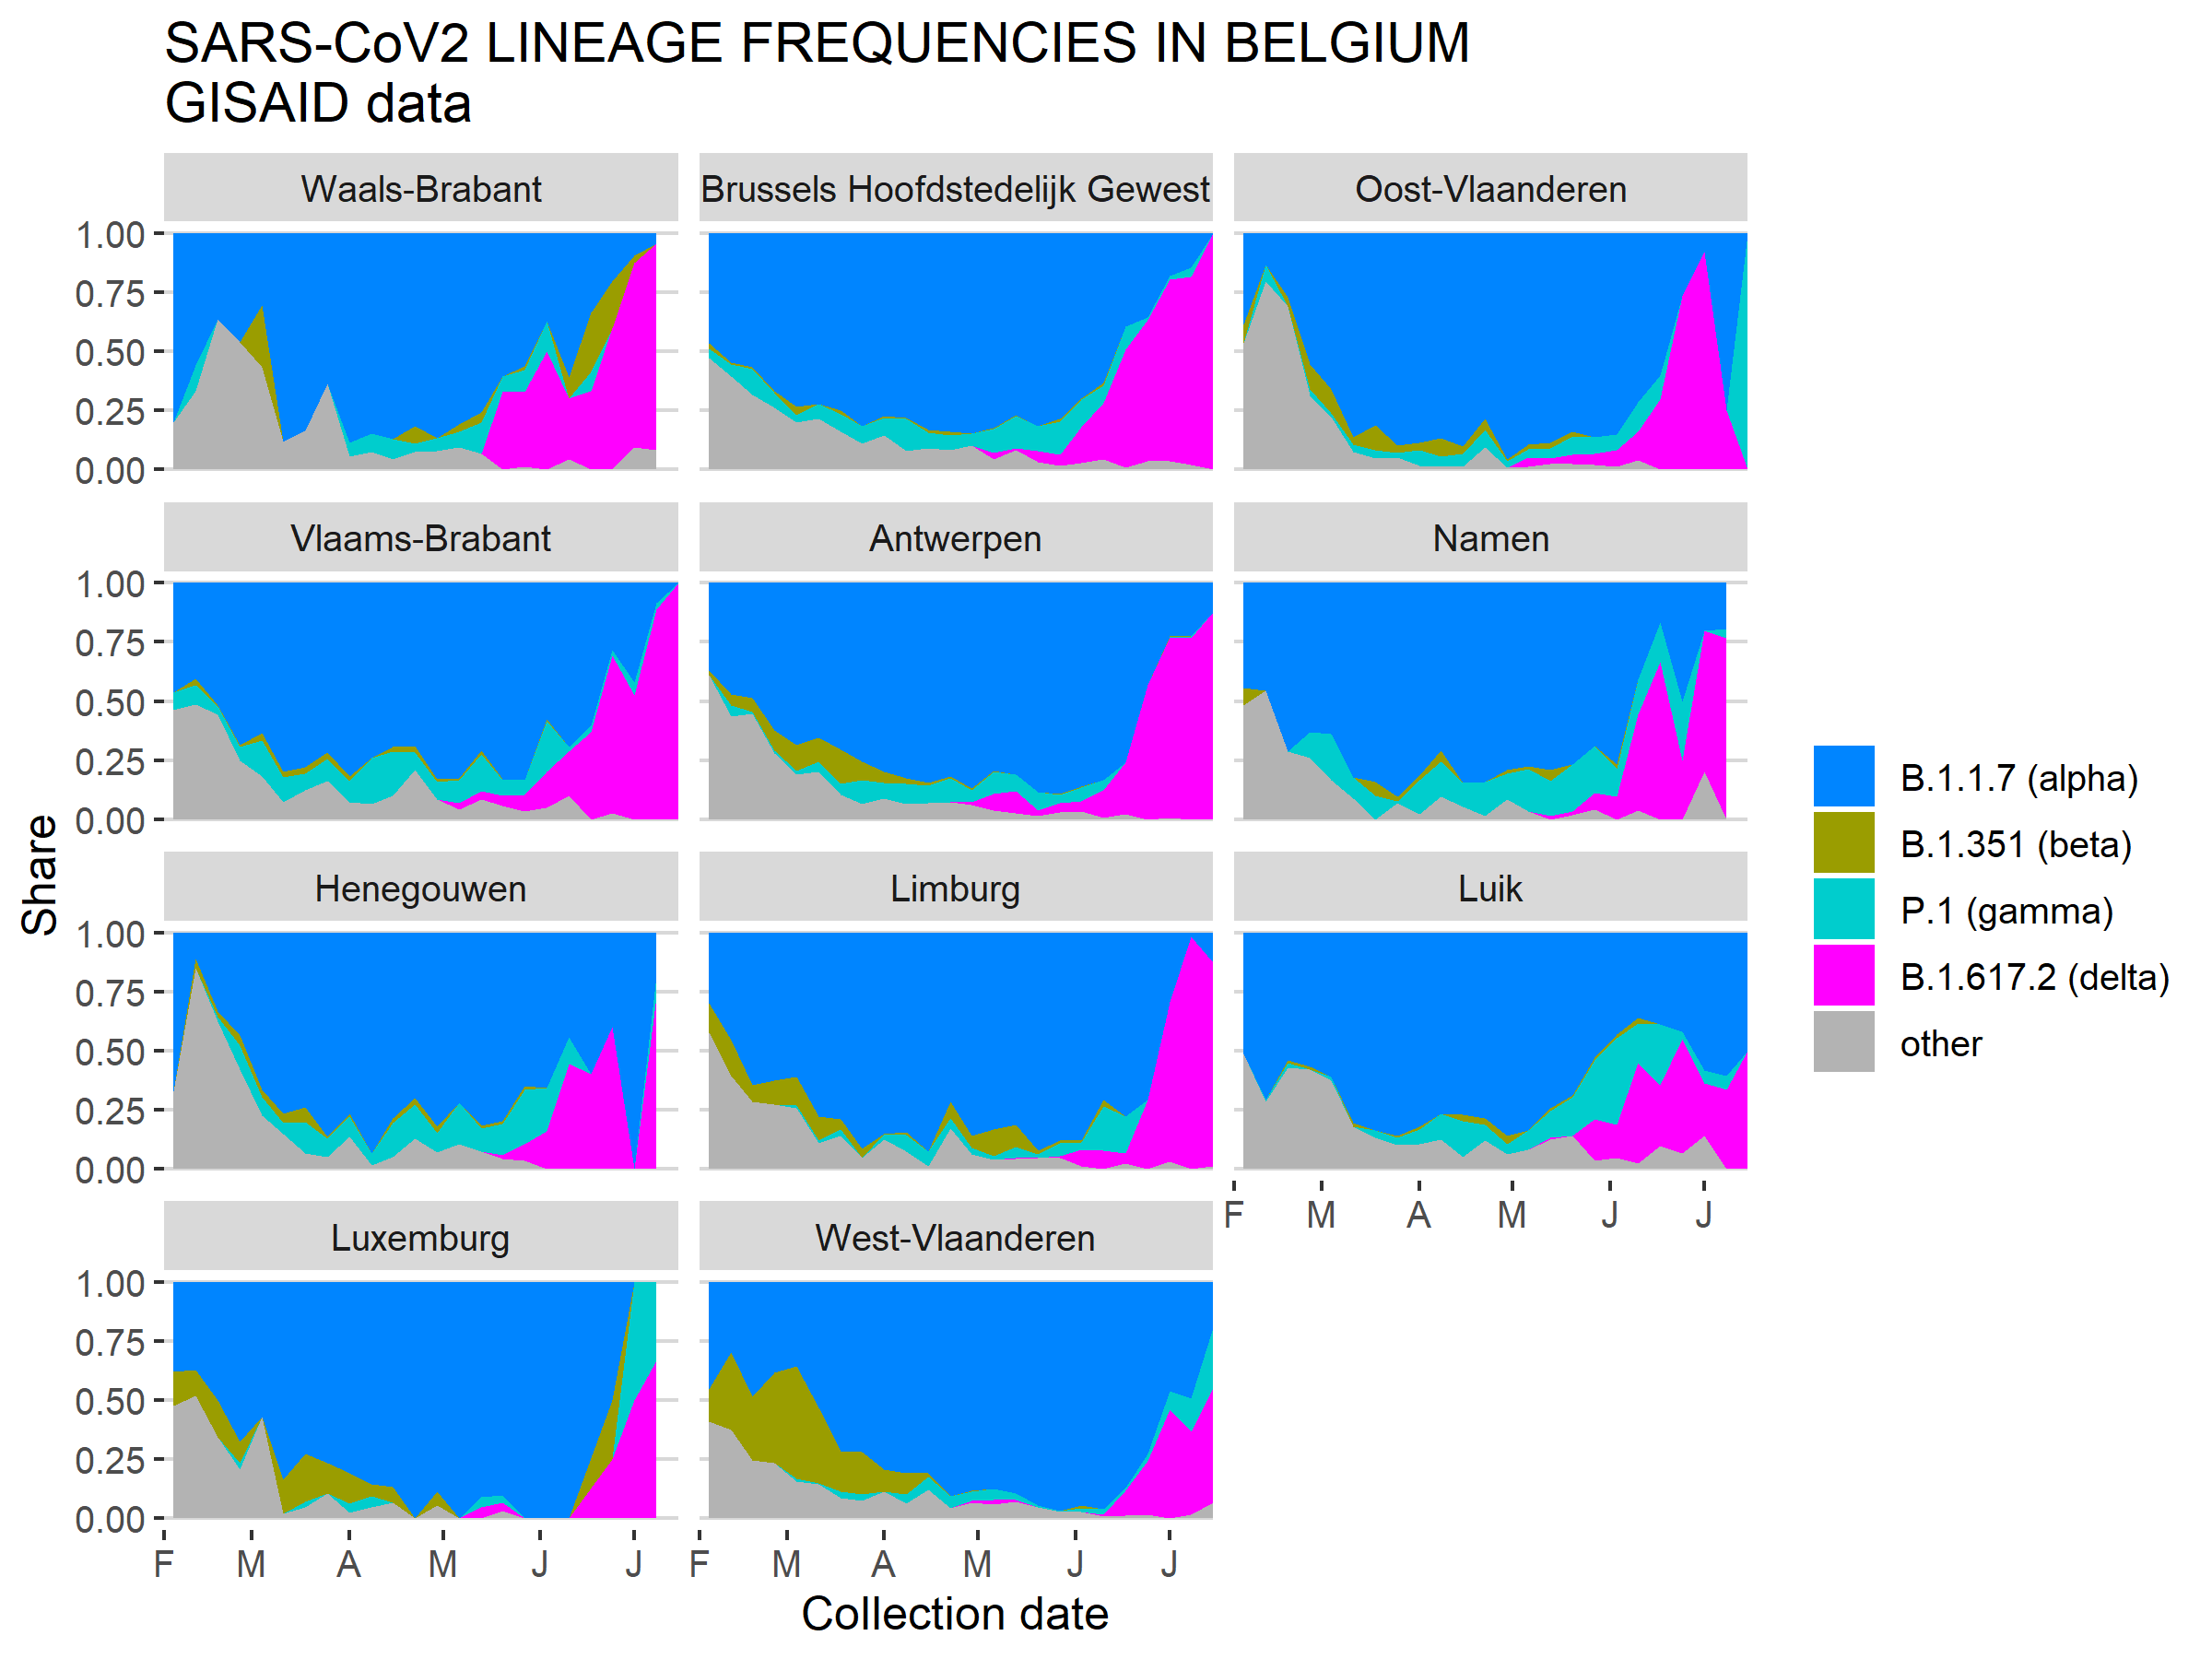 SARS-CoV2 LINEAGE FREQUENCIES IN BELGIUM
GISAID data
Waals-Brabant
Brussels Hoofdstedelijk Gewest
Oost-Vlaanderen
1.00
0.75
0.50
0.25
0.00
Vlaams-Brabant
Antwerpen
Namen
1.00
0.75
0.50
0.25
0.00
Henegouwen
Limburg
Luik
1.00
0.75
0.50
0.25
0.00
F M A M J J
Luxemburg
West-Vlaanderen
1.00
0.75
0.50
0.25
0.00
F M A M J J
F M A M J J
Share
Collection date
B.1.1.7 (alpha)
B.1.351 (beta)
P.1 (gamma)
B.1.617.2 (delta)
other